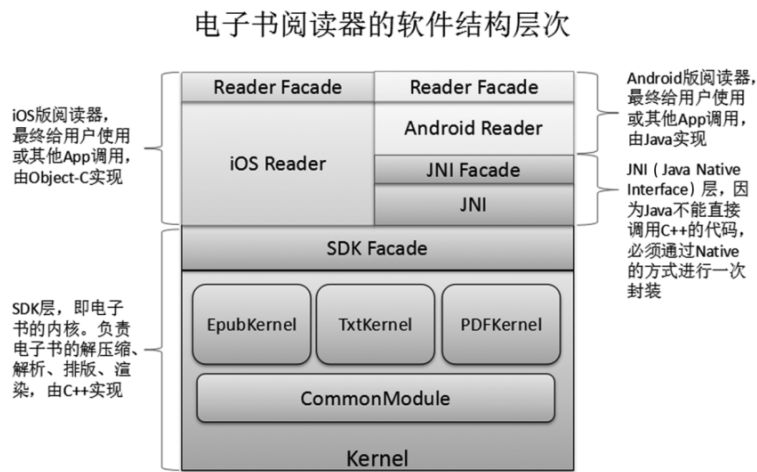 电子书阅读器的软件结构层次
iOS版阅读器，
最终给用户使用
或其他App调用，
由Object-C实现
Reader Facade
iOS Reader
Reader Facade
Android Reader
JNI Facade
JNI
Android版阅读器，
最终给用户使用
或其他App调用，
由Java实现
JNI（Java Native
Interface）层，因
为Java不能直接
调用C++的代码，
必须通过Native
的方式进行一次
封装
SDK Facade
SDK层，即电子
书的内核。负责
电子书的解压缩、
解析、排版、渲
染，由C++实现
EpubKernel
TxtKernel
PDFKernel
CommonModule
Kernel